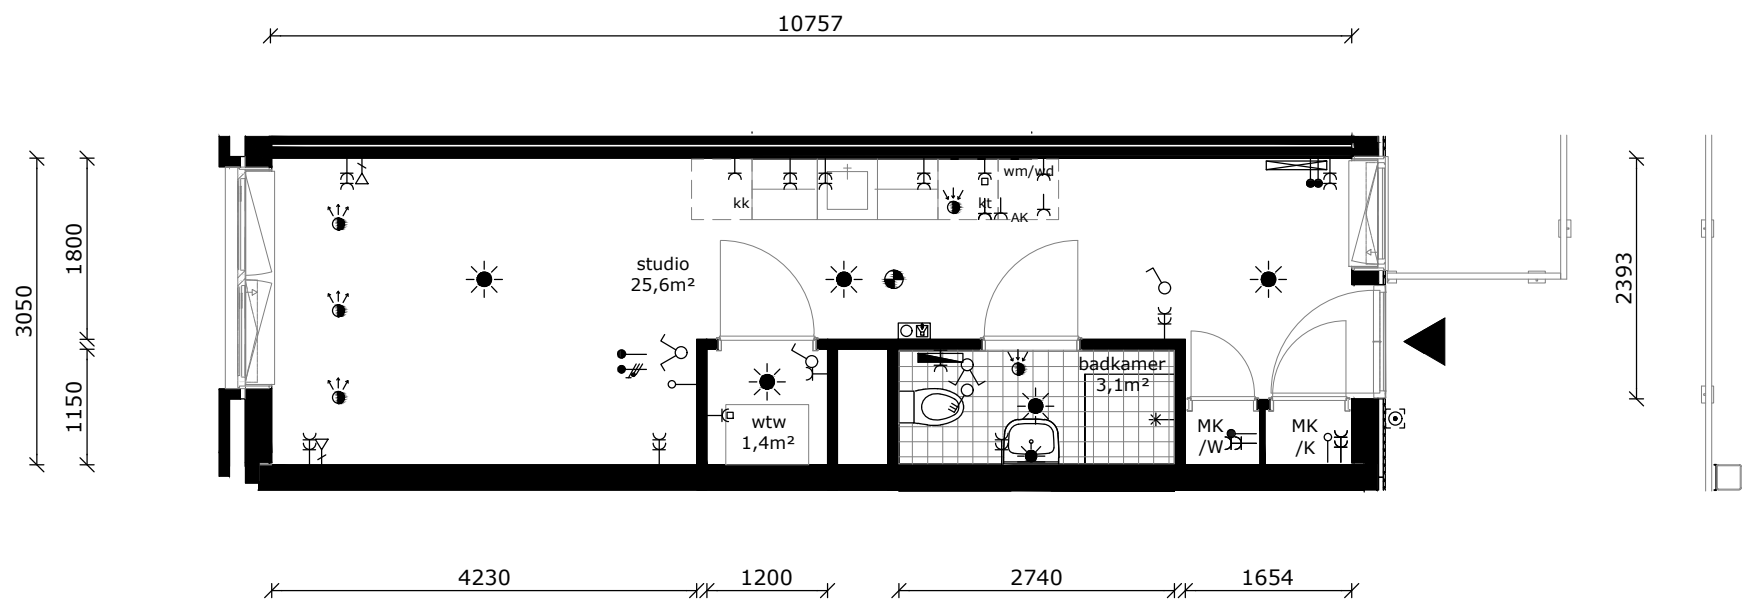 10757
wm/wd
kk
kt
AK
1800
3050
1150
2393
studio
25,6m²
badkamer
3,1m²
wtw
1,4m²
MK
/W
MK
/K
4230
1200
2740
1654